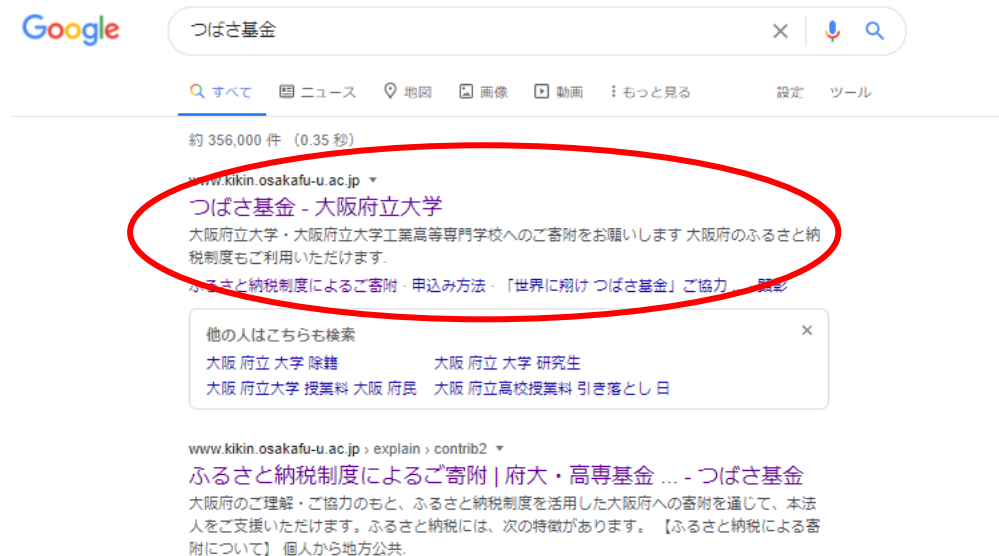 Google つばさ基金
すべて ニュース 地図 画像 動画 もっと見る 設定 ツール
約 356,000 件 （0.35 秒）
www.kikin.osakafu-u.ac.jp
つばさ基金 - 大阪府立大学
大阪府立大学・大阪府立大学工業高等専門学校へのご寄附をお願いします 大阪府のふるさと納
税制度もご利用いただけます.
ふるさと納税制度によるご寄附 · 申込み方法 · 「世界に翔け つばさ基金」ご協力 ... · 顕彰
他の人はこちらも検索
大阪 府立 大学 除籍 大阪 府立 大学 研究生
大阪 府立大学 授業料 大阪 府民 大阪 府立高校授業料 引き落とし 日
www.kikin.osakafu-u.ac.jp › explain › contrib2
ふるさと納税制度によるご寄附 | 府大・高専基金 ... - つばさ基金
大阪府のご理解・ご協力のもと、ふるさと納税制度を活用した大阪府への寄附を通じて、本法
人をご支援いただけます。ふるさと納税には、次の特徴があります。 【ふるさと納税による寄
附について】 個人から地方公共.